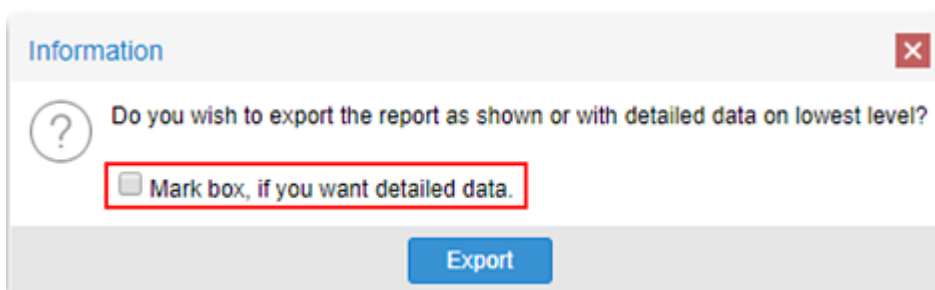 Information
Do you wish to export the report as shown or with detailed data on lowest level?
Mark box, if you want detailed data.
Export